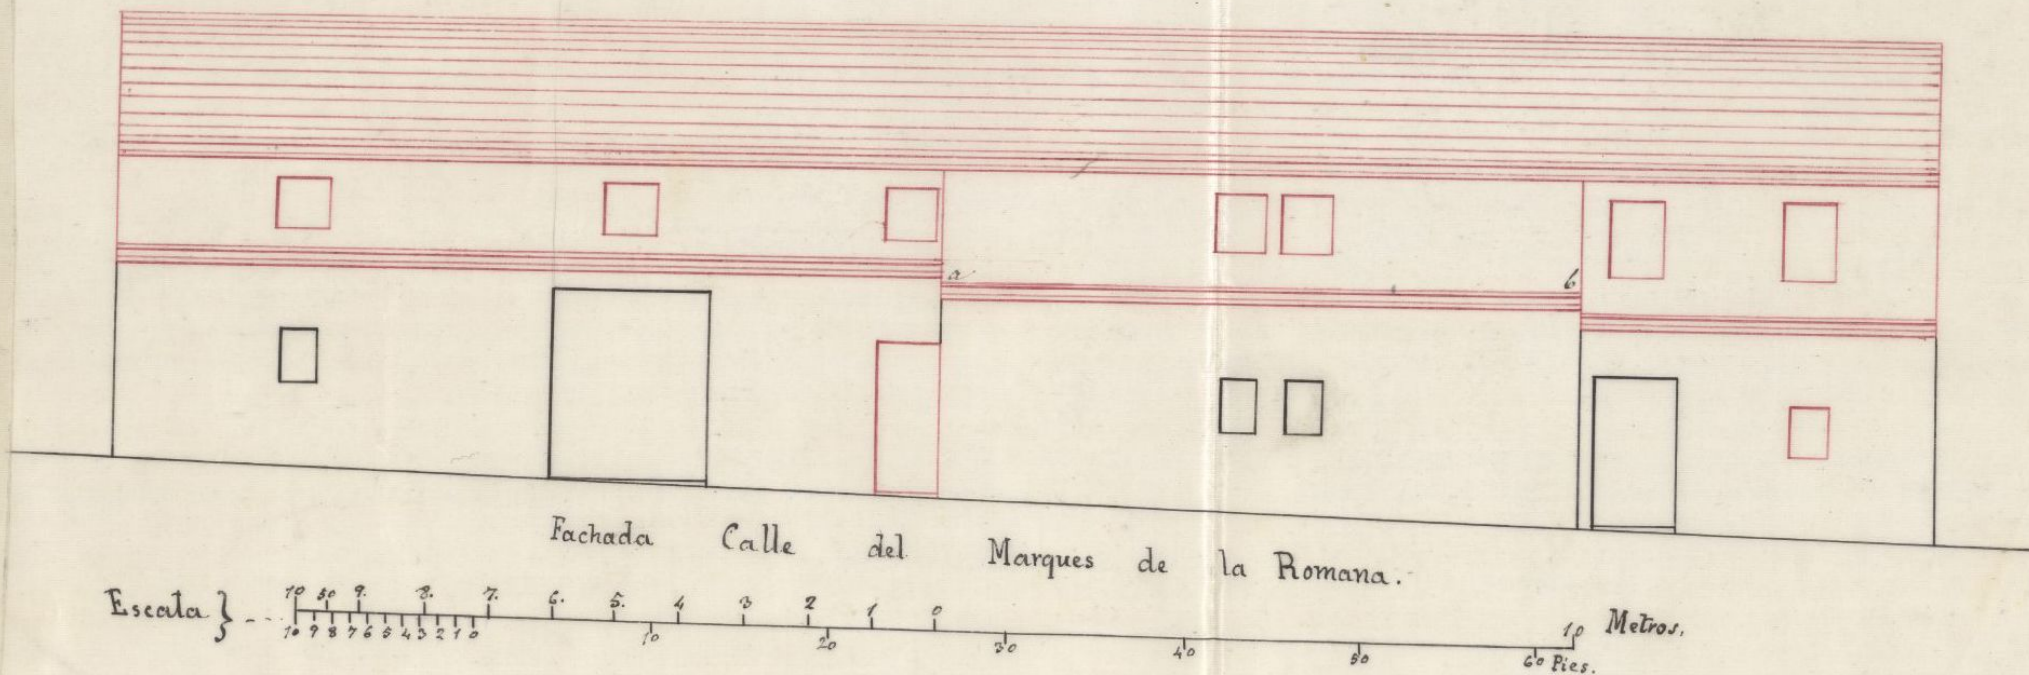 a
b
Fachada Calle del Marques de la Romana.
Escala } 10 50 9. 8. 7. 6. 5. 4 3 2 1 0 10 Metros.
10 9 8 7 6 5 4 3 2 1 0 10 20 30 40 50 60 Pies.